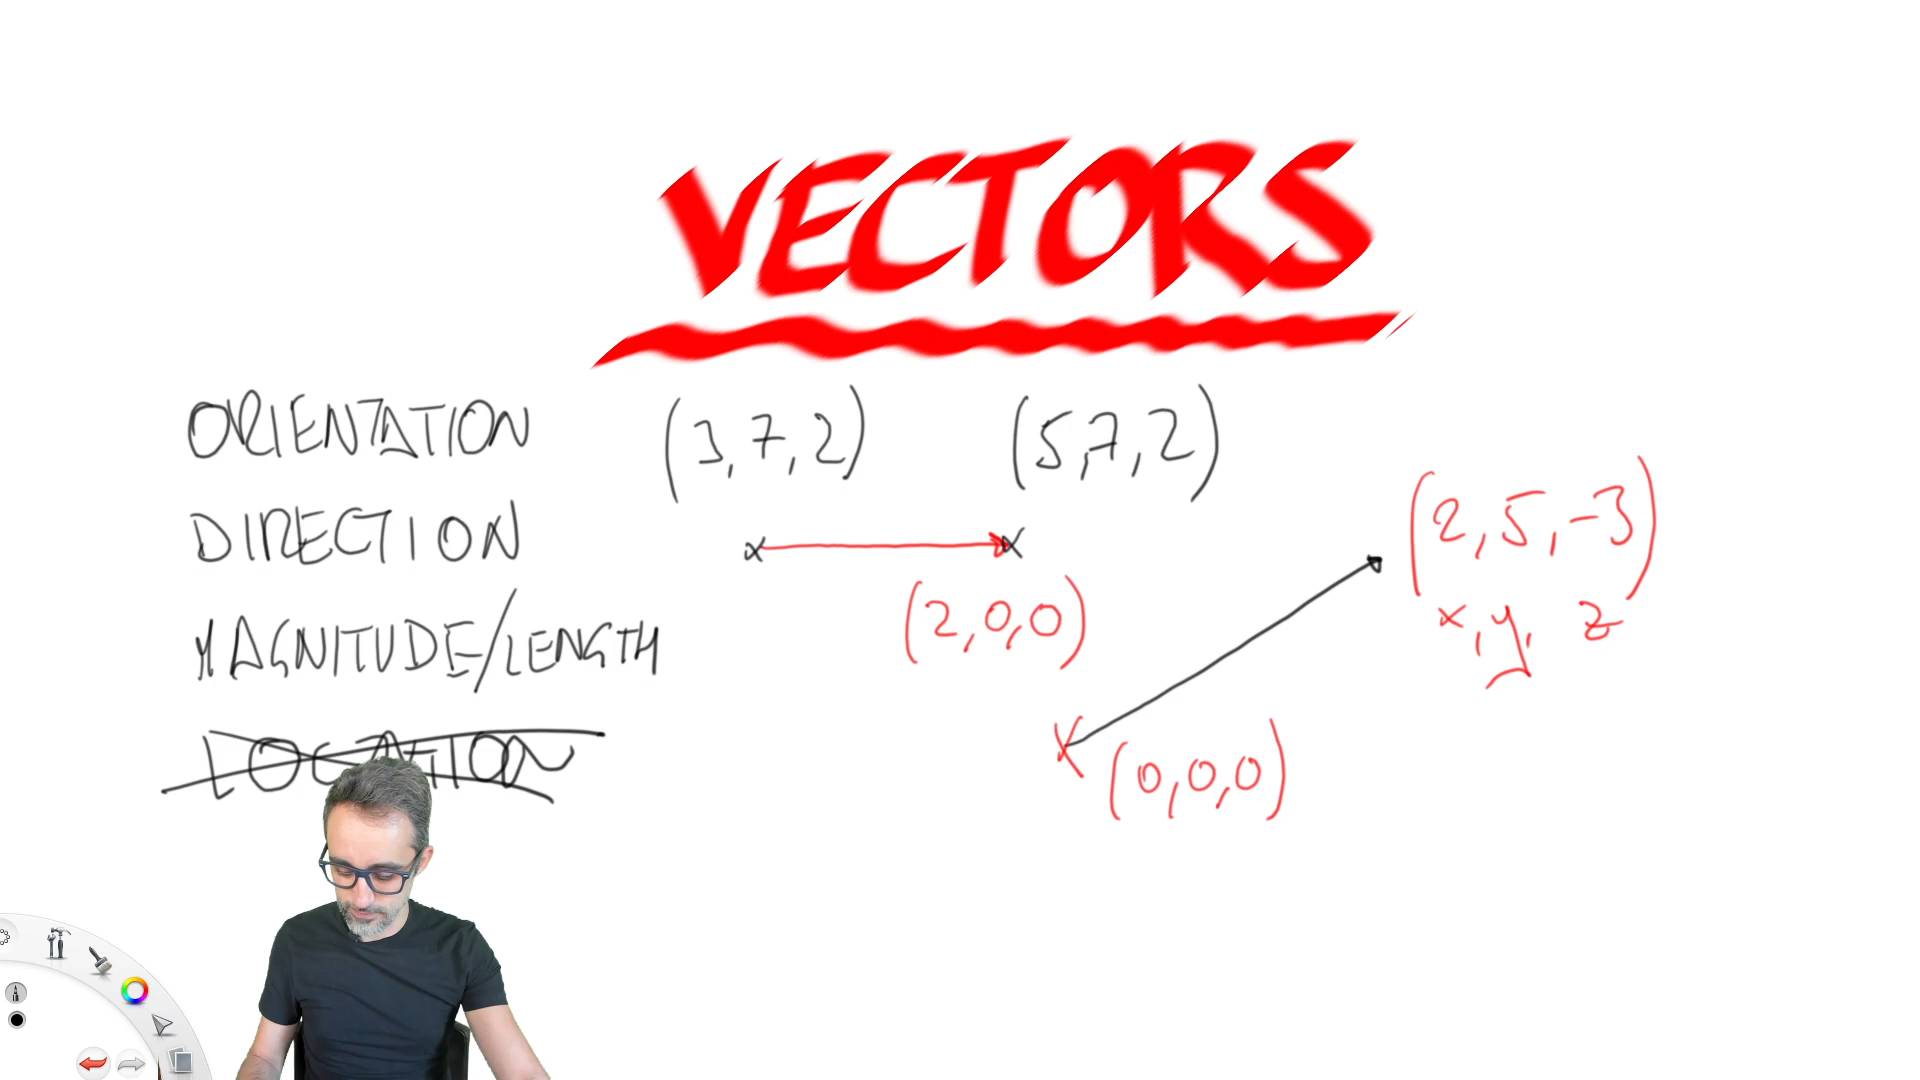 VECTORS
ORIENTATION
(3,7,2)
(5,7,2)
DIRECTION
(2,5,-3)
x,y, z
MAGNITUDE/LENGTH
(2,0,0)
LOCATION
(0,0,0)